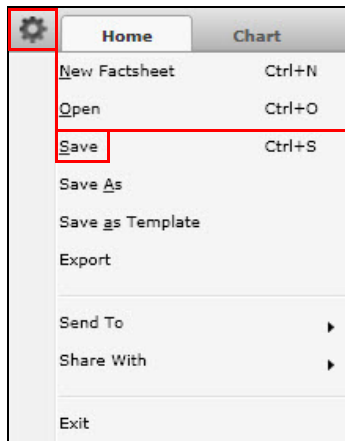 Home Chart
New Factsheet Ctrl+N
Open Ctrl+O
Save Ctrl+S
Save As
Save as Template
Export
Send To
Share With
Exit